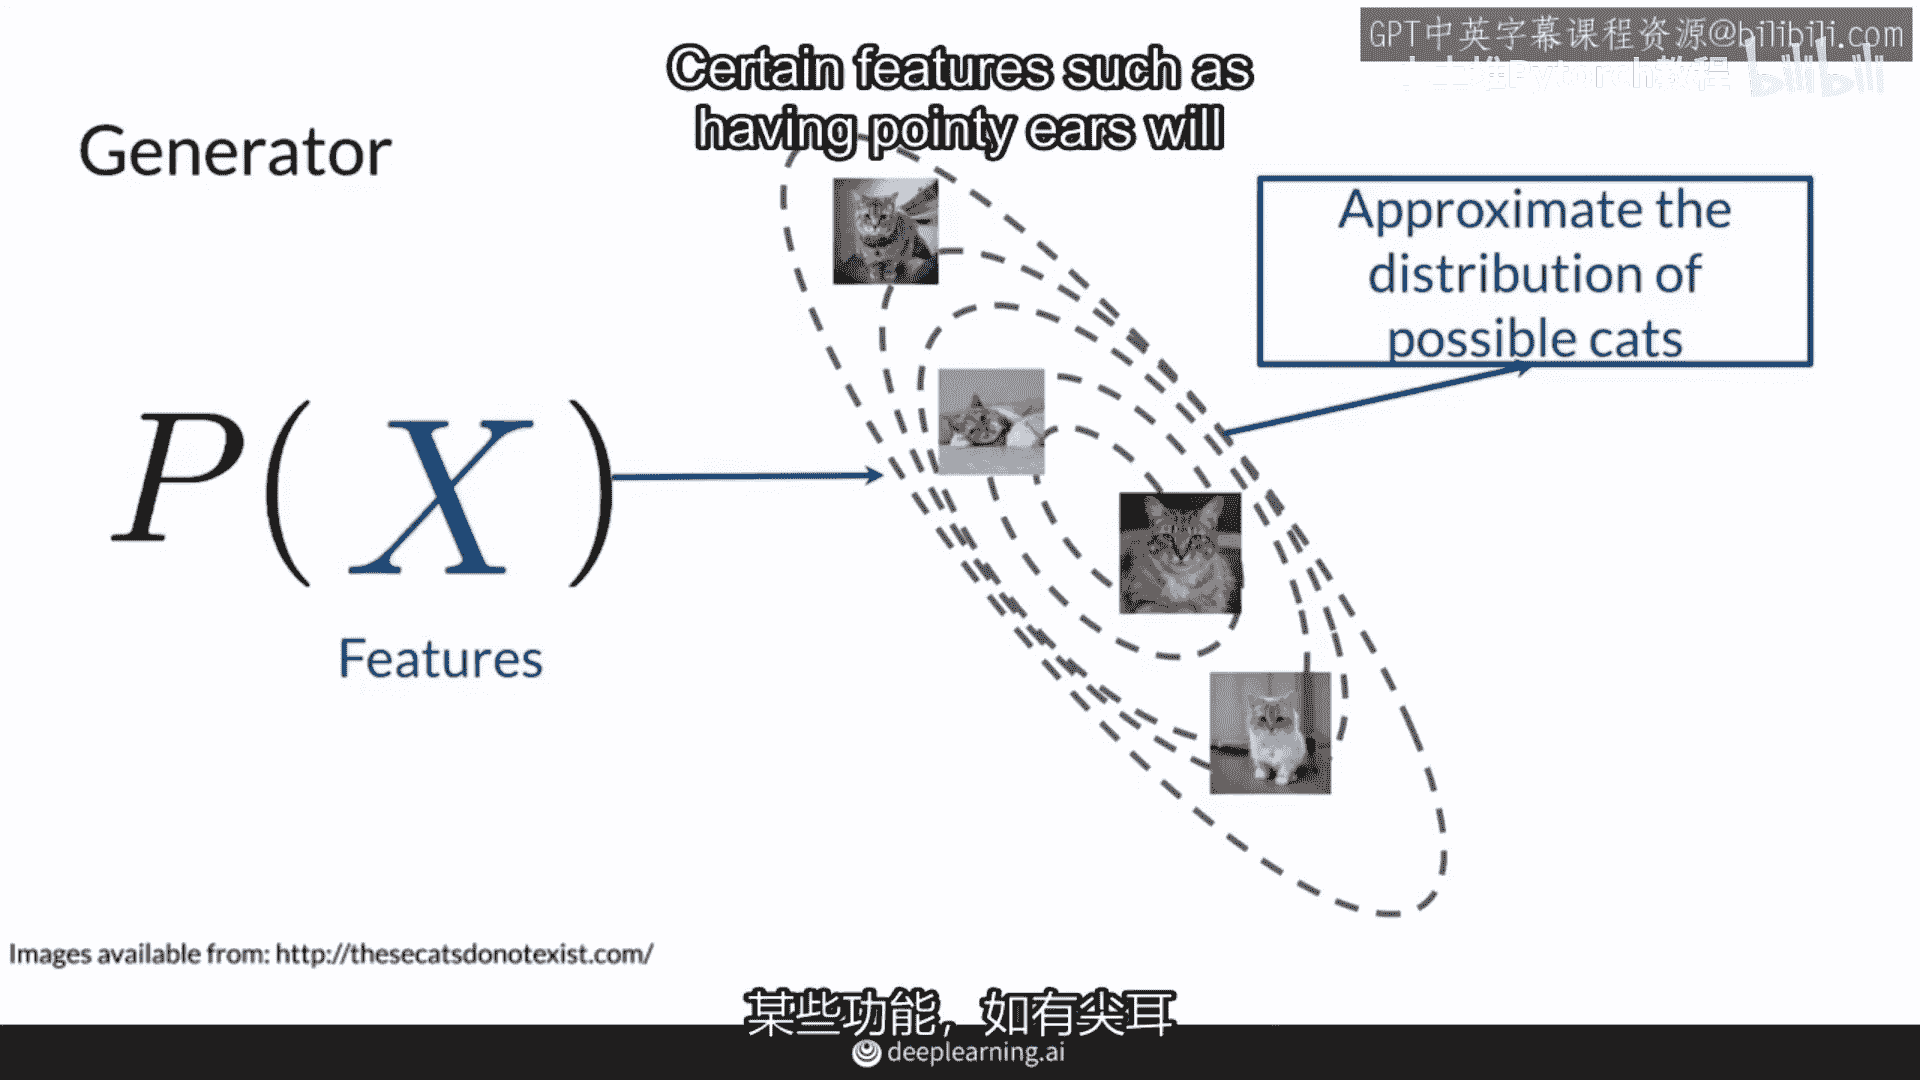 GPT中英字幕课程资源@bilibili.com
Pytorch教程 bilibili
Certain features such as
having pointy ears will
Generator
Approximate the
distribution of
possible cats
P(X)
Features
Images available from: http://thesecatsdonotexist.com/
某些功能，如有尖耳
deeplearning.ai